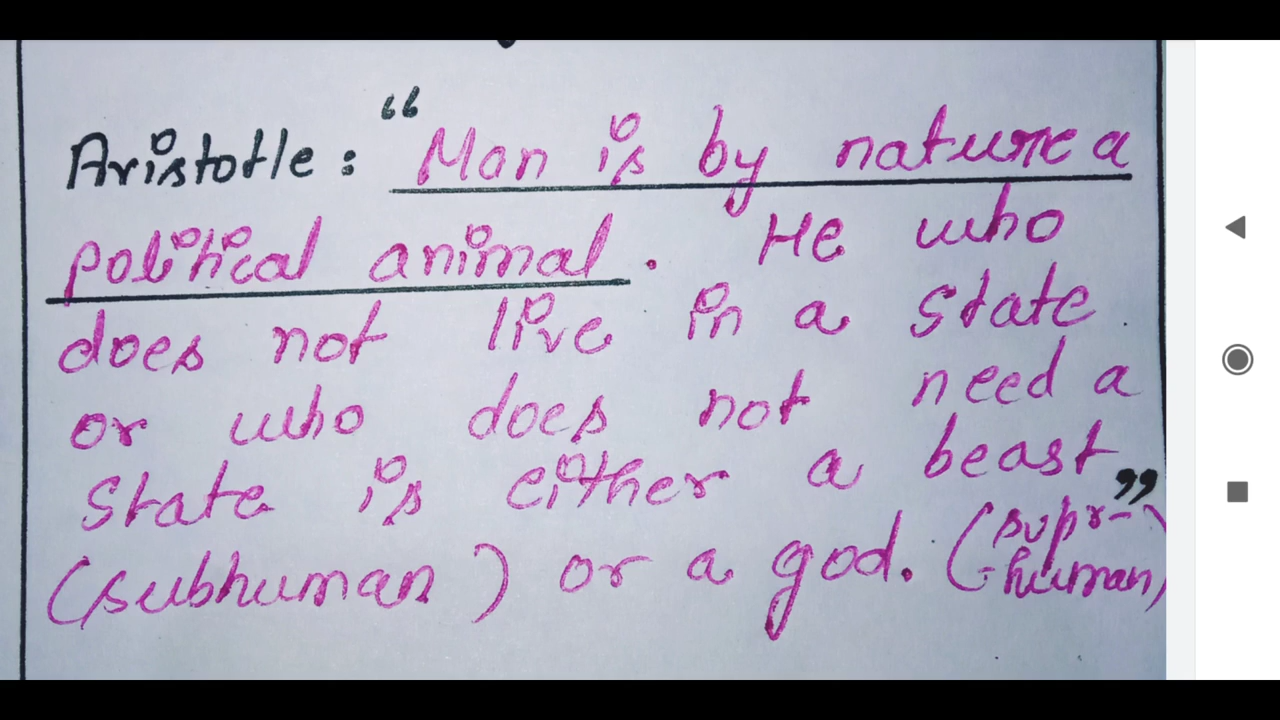 Aristotle: "Man is by nature a
political animal. He who
does not live in a state
or who does not need a
state is either a beast
(subhuman) or a god." (supr-
-human)